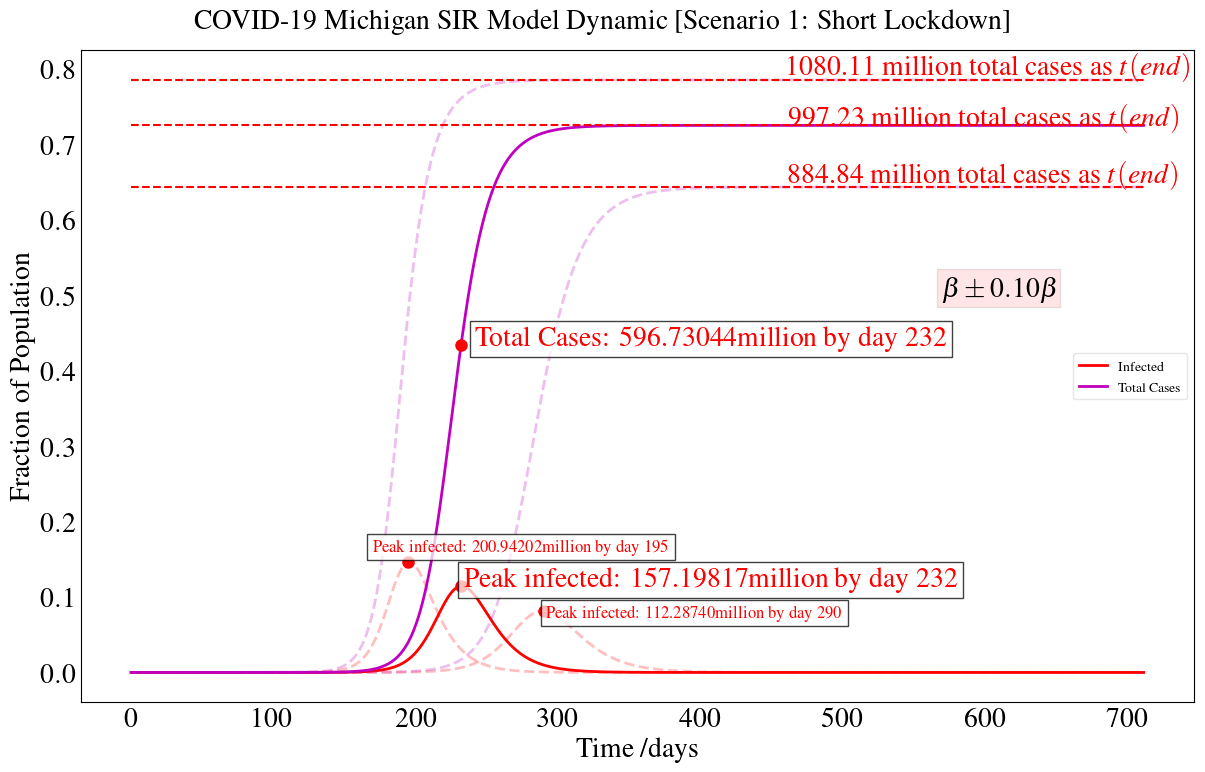 COVID-19 Michigan SIR Model Dynamic [Scenario 1: Short Lockdown]
0.8
0.7
0.6
0.5
0.4
0.3
0.2
0.1
0.0
Fraction of Population
1080.11 million total cases as t(end)
997.23 million total cases as t(end)
884.84 million total cases as t(end)
β ± 0.10β
Total Cases: 596.73044million by day 232
Infected
Total Cases
Peak infected: 200.94202million by day 195
Peak infected: 157.19817million by day 232
Peak infected: 112.28740million by day 290
0 100 200 300 400 500 600 700
Time /days